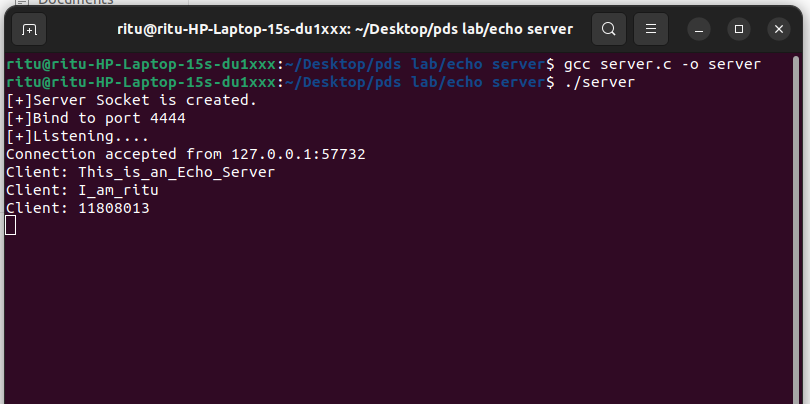 Documents
ritu@ritu-HP-Laptop-15s-du1xxx: ~/Desktop/pds lab/echo server
ritu@ritu-HP-Laptop-15s-du1xxx:~/Desktop/pds lab/echo server$ gcc server.c -o server
ritu@ritu-HP-Laptop-15s-du1xxx:~/Desktop/pds lab/echo server$ ./server
[+]Server Socket is created.
[+]Bind to port 4444
[+]Listening....
Connection accepted from 127.0.0.1:57732
Client: This_is_an_Echo_Server
Client: I_am_ritu
Client: 11808013